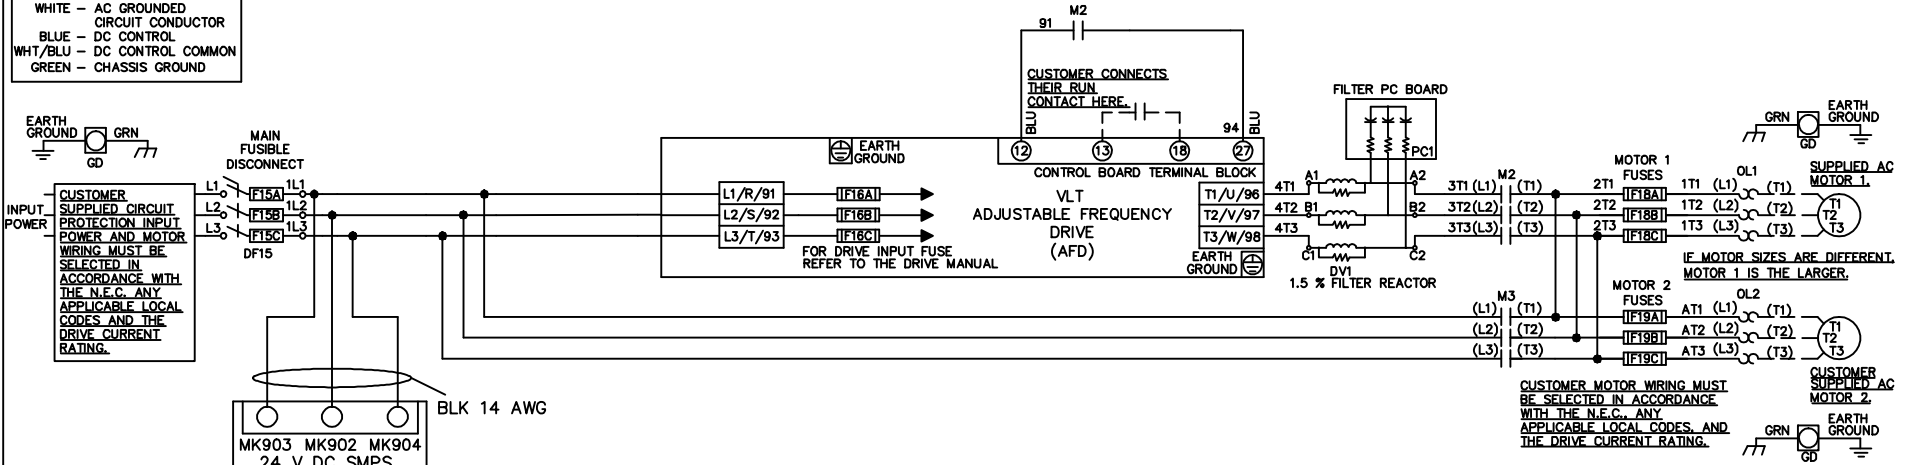 WHITE – AC GROUNDED
CIRCUIT CONDUCTOR
BLUE – DC CONTROL
WHT/BLU – DC CONTROL COMMON
GREEN – CHASSIS GROUND
EARTH
GROUND
GRN
GD
MAIN
FUSIBLE
DISCONNECT
INPUT
POWER
CUSTOMER
SUPPLIED CIRCUIT
PROTECTION INPUT
POWER AND MOTOR
WIRING MUST BE
SELECTED IN
ACCORDANCE WITH
THE N.E.C. ANY
APPLICABLE LOCAL
CODES AND THE
DRIVE CURRENT
RATING.
L1 F15A 1L1
L2 F15B 1L2
L3 F15C 1L3
DF15
BLK 14 AWG
MK903 MK902 MK904
24 V DC SMPS
M2
91
CUSTOMER CONNECTS
THEIR RUN
CONTACT HERE.
BLU
94
BLU
12 13 18 27
CONTROL BOARD TERMINAL BLOCK
EARTH
GROUND
L1/R/91 F16A
L2/S/92 F16B
L3/T/93 F16C
FOR DRIVE INPUT FUSE
REFER TO THE DRIVE MANUAL
VLT
ADJUSTABLE FREQUENCY
DRIVE
(AFD)
T1/U/96
T2/V/97
T3/W/98
EARTH
GROUND
FILTER PC BOARD
PC1
4T1 A1 A2
4T2 B1 B2
4T3 C1 C2
DV1
1.5 % FILTER REACTOR
M2
3T1 (L1) (T1)
3T2(L2) (T2)
3T3(L3) (T3)
MOTOR 1
FUSES
2T1 F18A 1T1 (L1) OL1 (T1)
2T2 F18B 1T2 (L2) (T2)
2T3 F18C 1T3 (L3) (T3)
GRN
EARTH
GROUND
GD
SUPPLIED AC
MOTOR 1.
T1
T2
T3
IF MOTOR SIZES ARE DIFFERENT,
MOTOR 1 IS THE LARGER.
M3
(L1) (T1)
(L2) (T2)
(L3) (T3)
MOTOR 2
FUSES
F19A AT1 (L1) OL2 (T1)
F19B AT2 (L2) (T2)
F19C AT3 (L3) (T3)
T1
T2
T3
CUSTOMER
SUPPLIED AC
MOTOR 2.
CUSTOMER MOTOR WIRING MUST
BE SELECTED IN ACCORDANCE
WITH THE N.E.C., ANY
APPLICABLE LOCAL CODES, AND
THE DRIVE CURRENT RATING.
GRN
EARTH
GROUND
GD